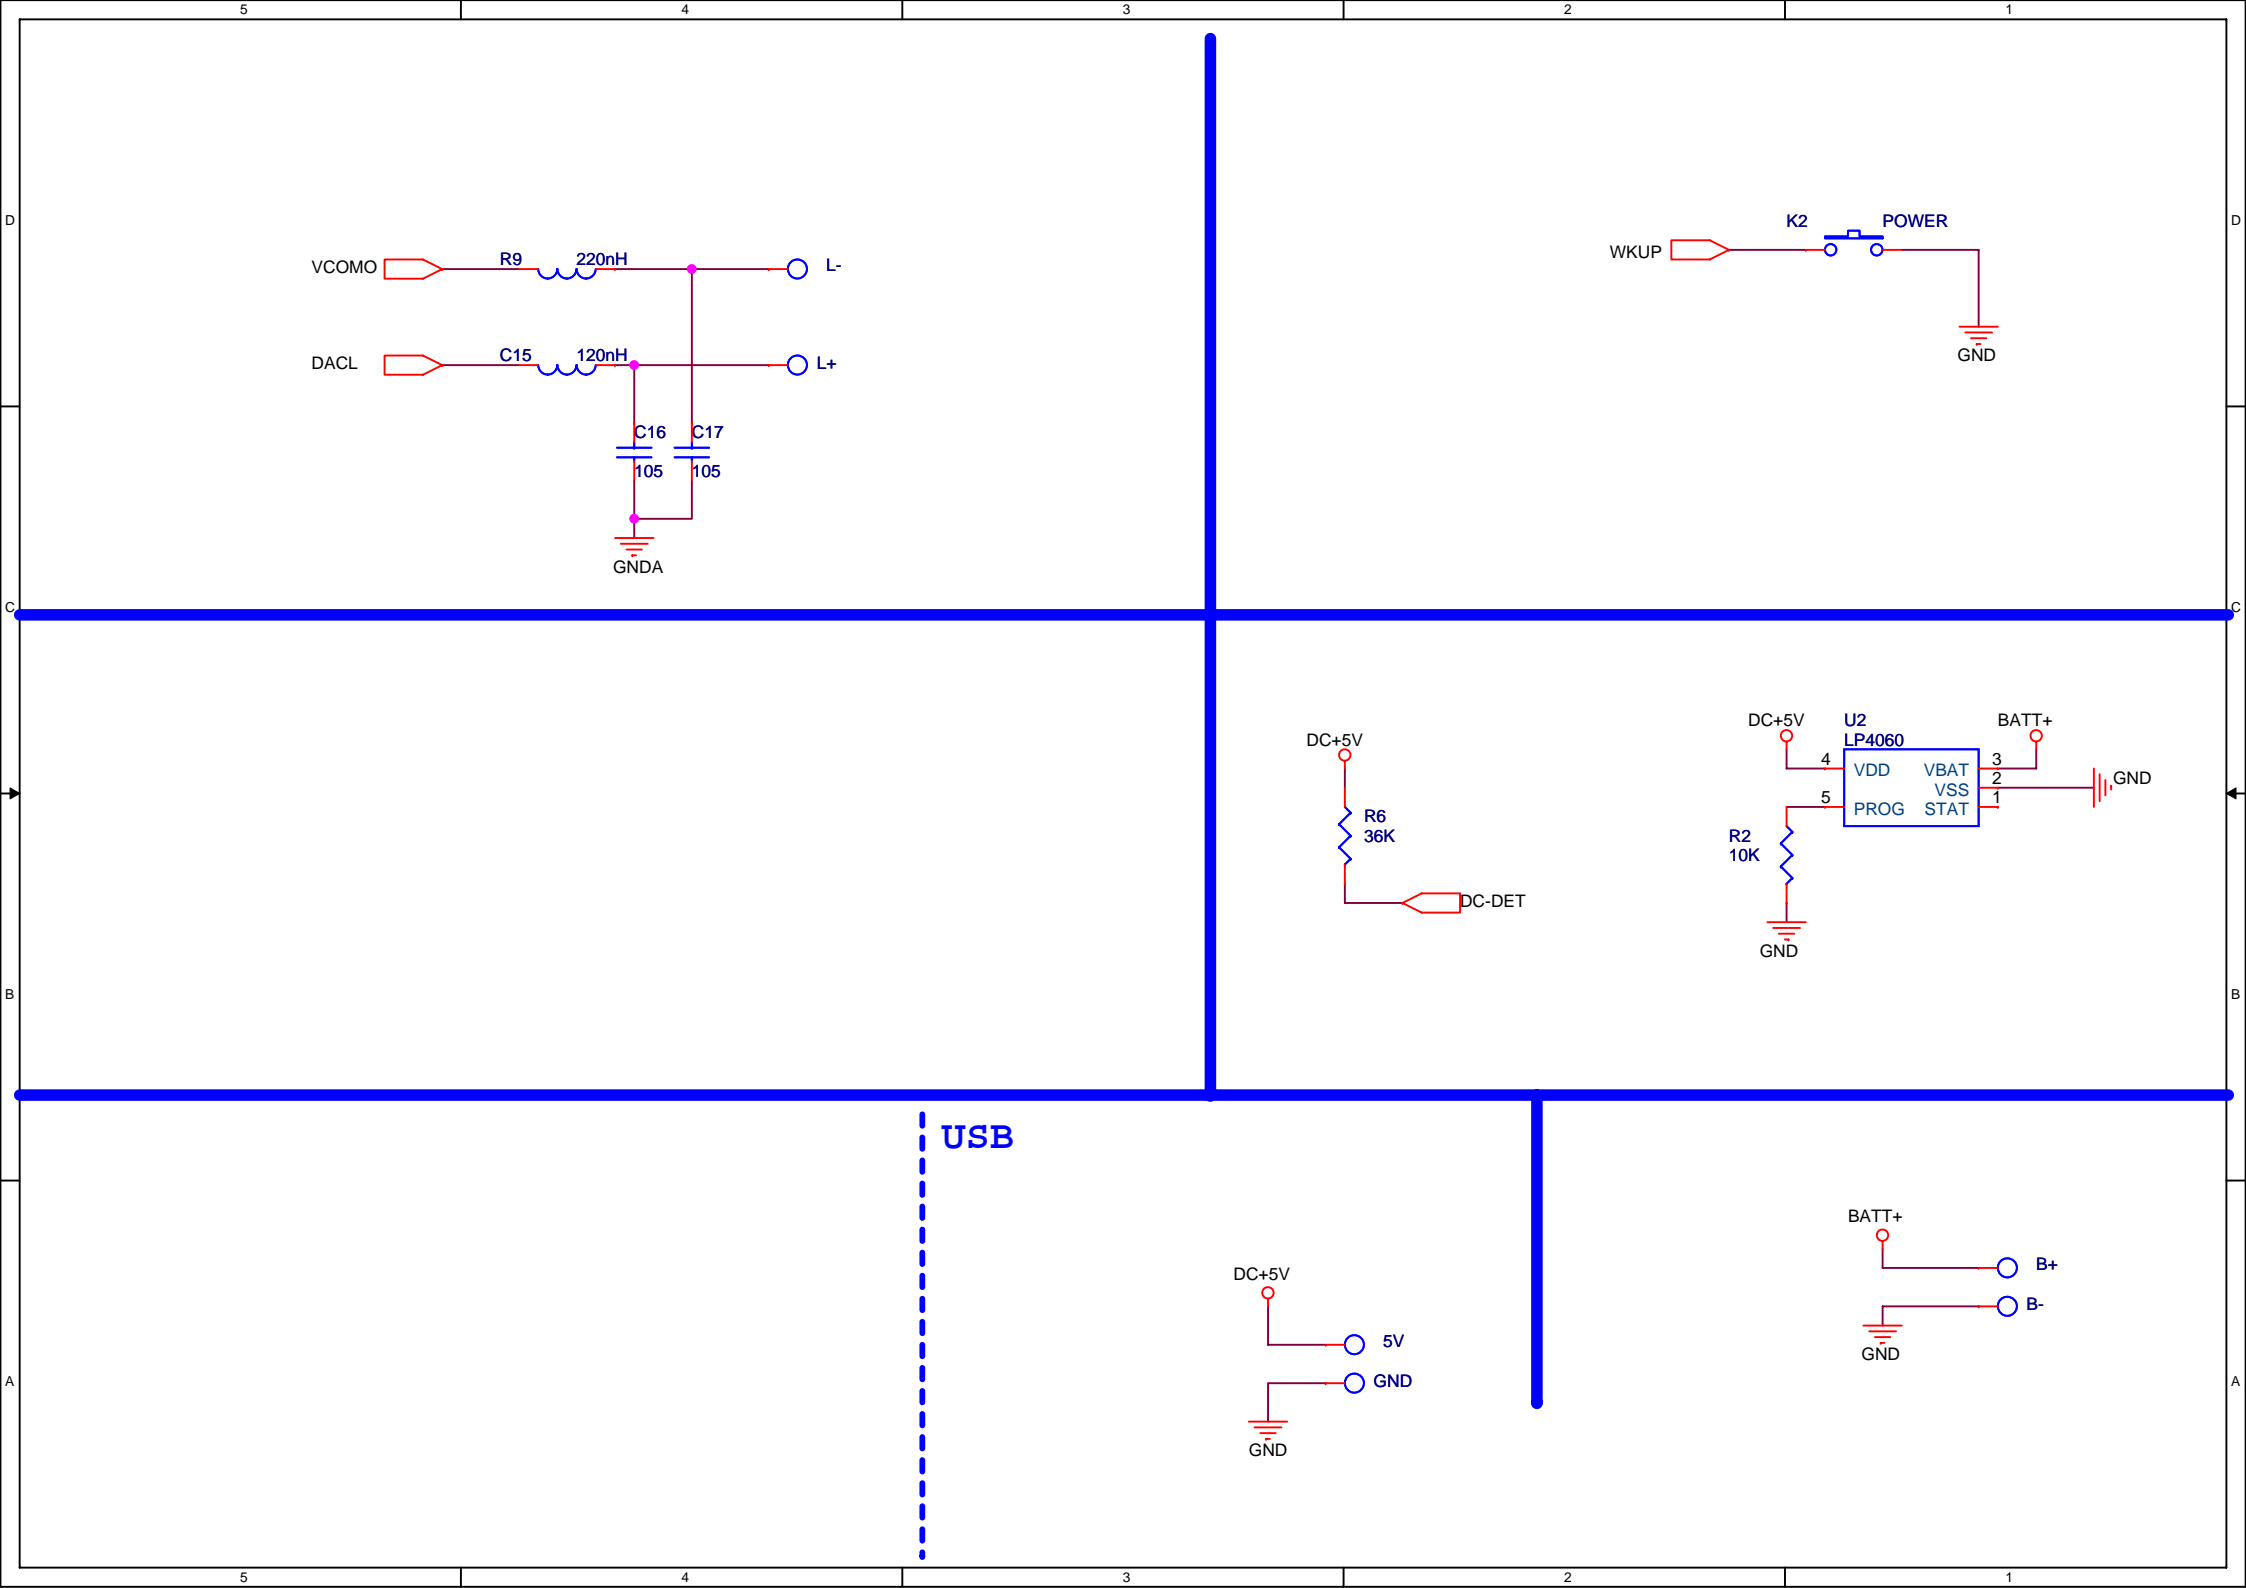 5 4 3 2 1
D D
VCOMO R9 220nH L-
DACL C15 120nH L+
C16 C17
105 105
GNDA
K2 POWER
WKUP
GND
C C
DC+5V
R6
36K
DC-DET
DC+5V U2 BATT+
LP4060
4 VDD VBAT 3
VSS 2 GND
5 PROG STAT 1
R2
10K
GND
B B
USB
DC+5V
5V
GND
GND
BATT+
B+
B-
GND
A A
5 4 3 2 1